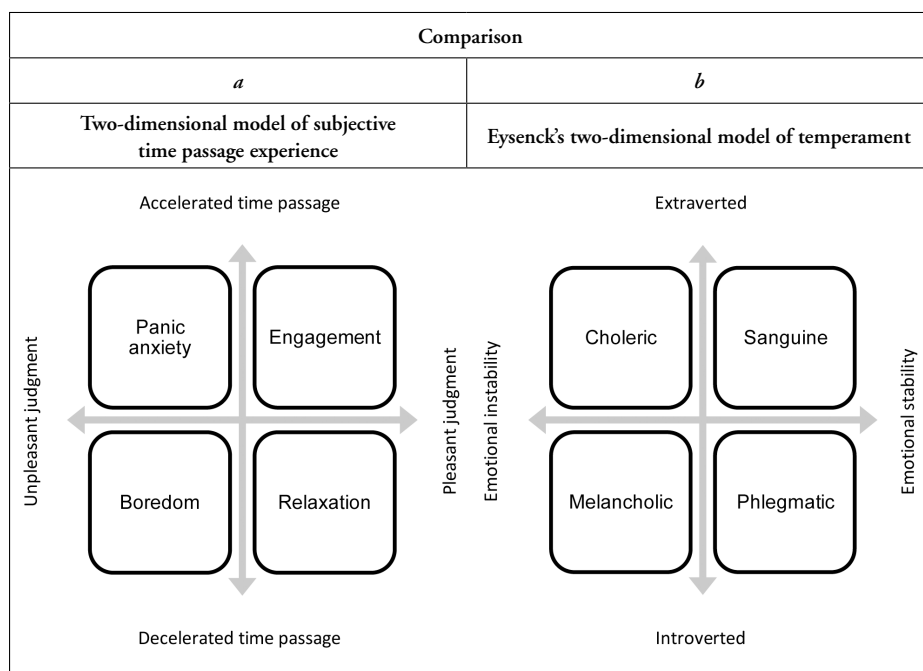 Comparison
a
b
Two-dimensional model of subjective
time passage experience
Eysenck's two-dimensional model of temperament
Accelerated time passage
Unpleasant judgment
Panic
anxiety
Engagement
Boredom
Relaxation
Pleasant judgment
Decelerated time passage
Extraverted
Emotional instability
Choleric
Sanguine
Melancholic
Phlegmatic
Emotional stability
Introverted